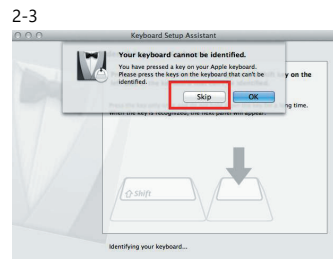 2-3
Keyboard Setup Assistant
Your keyboard cannot be identified.
You have pressed a key on your Apple keyboard.
Please press the keys on the keyboard that can't be
identified.
key on the
Skip
OK
long time.
When the key is recognized, the next panel will appear.
Shift
Identifying your keyboard...